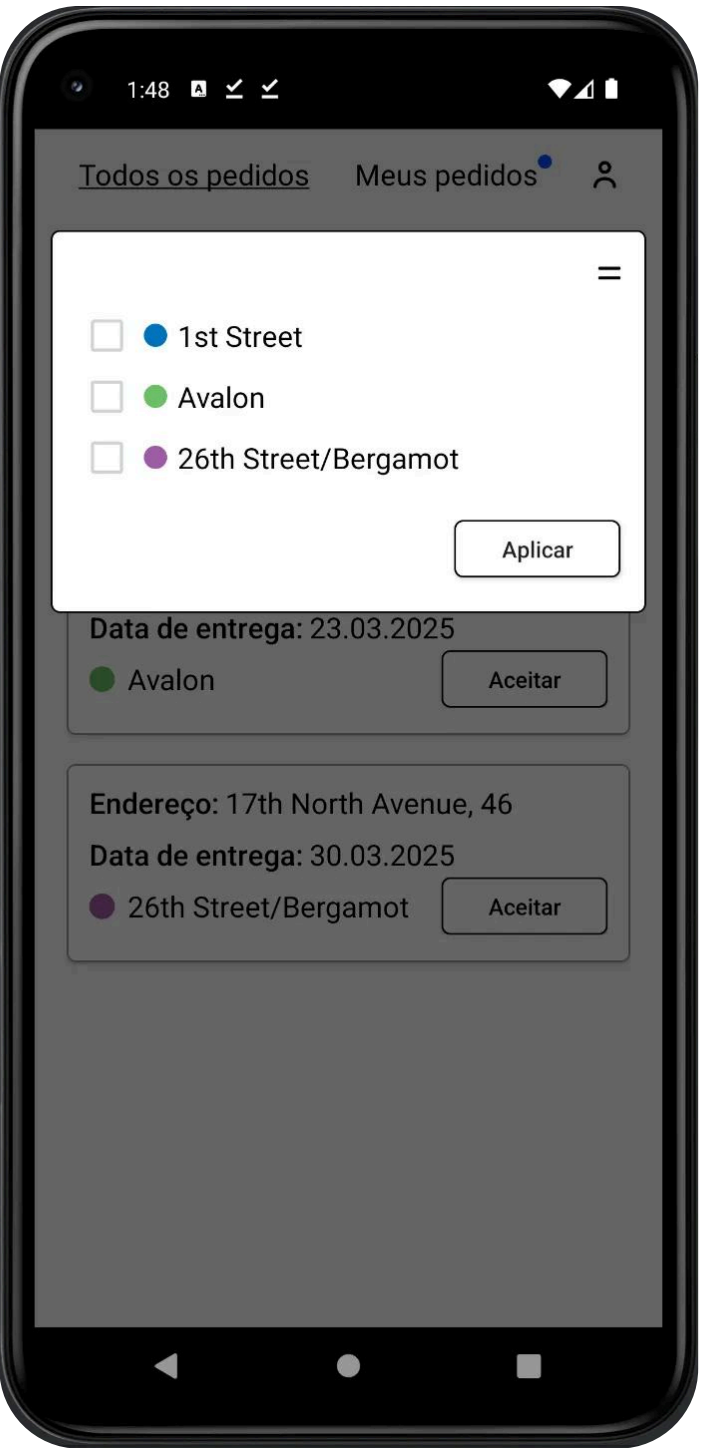 1:48
Todos os pedidos Meus pedidos
1st Street
Avalon
26th Street/Bergamot
Aplicar
Data de entrega: 23.03.2025
Avalon Aceitar
Endereço: 17th North Avenue, 46
Data de entrega: 30.03.2025
26th Street/Bergamot Aceitar